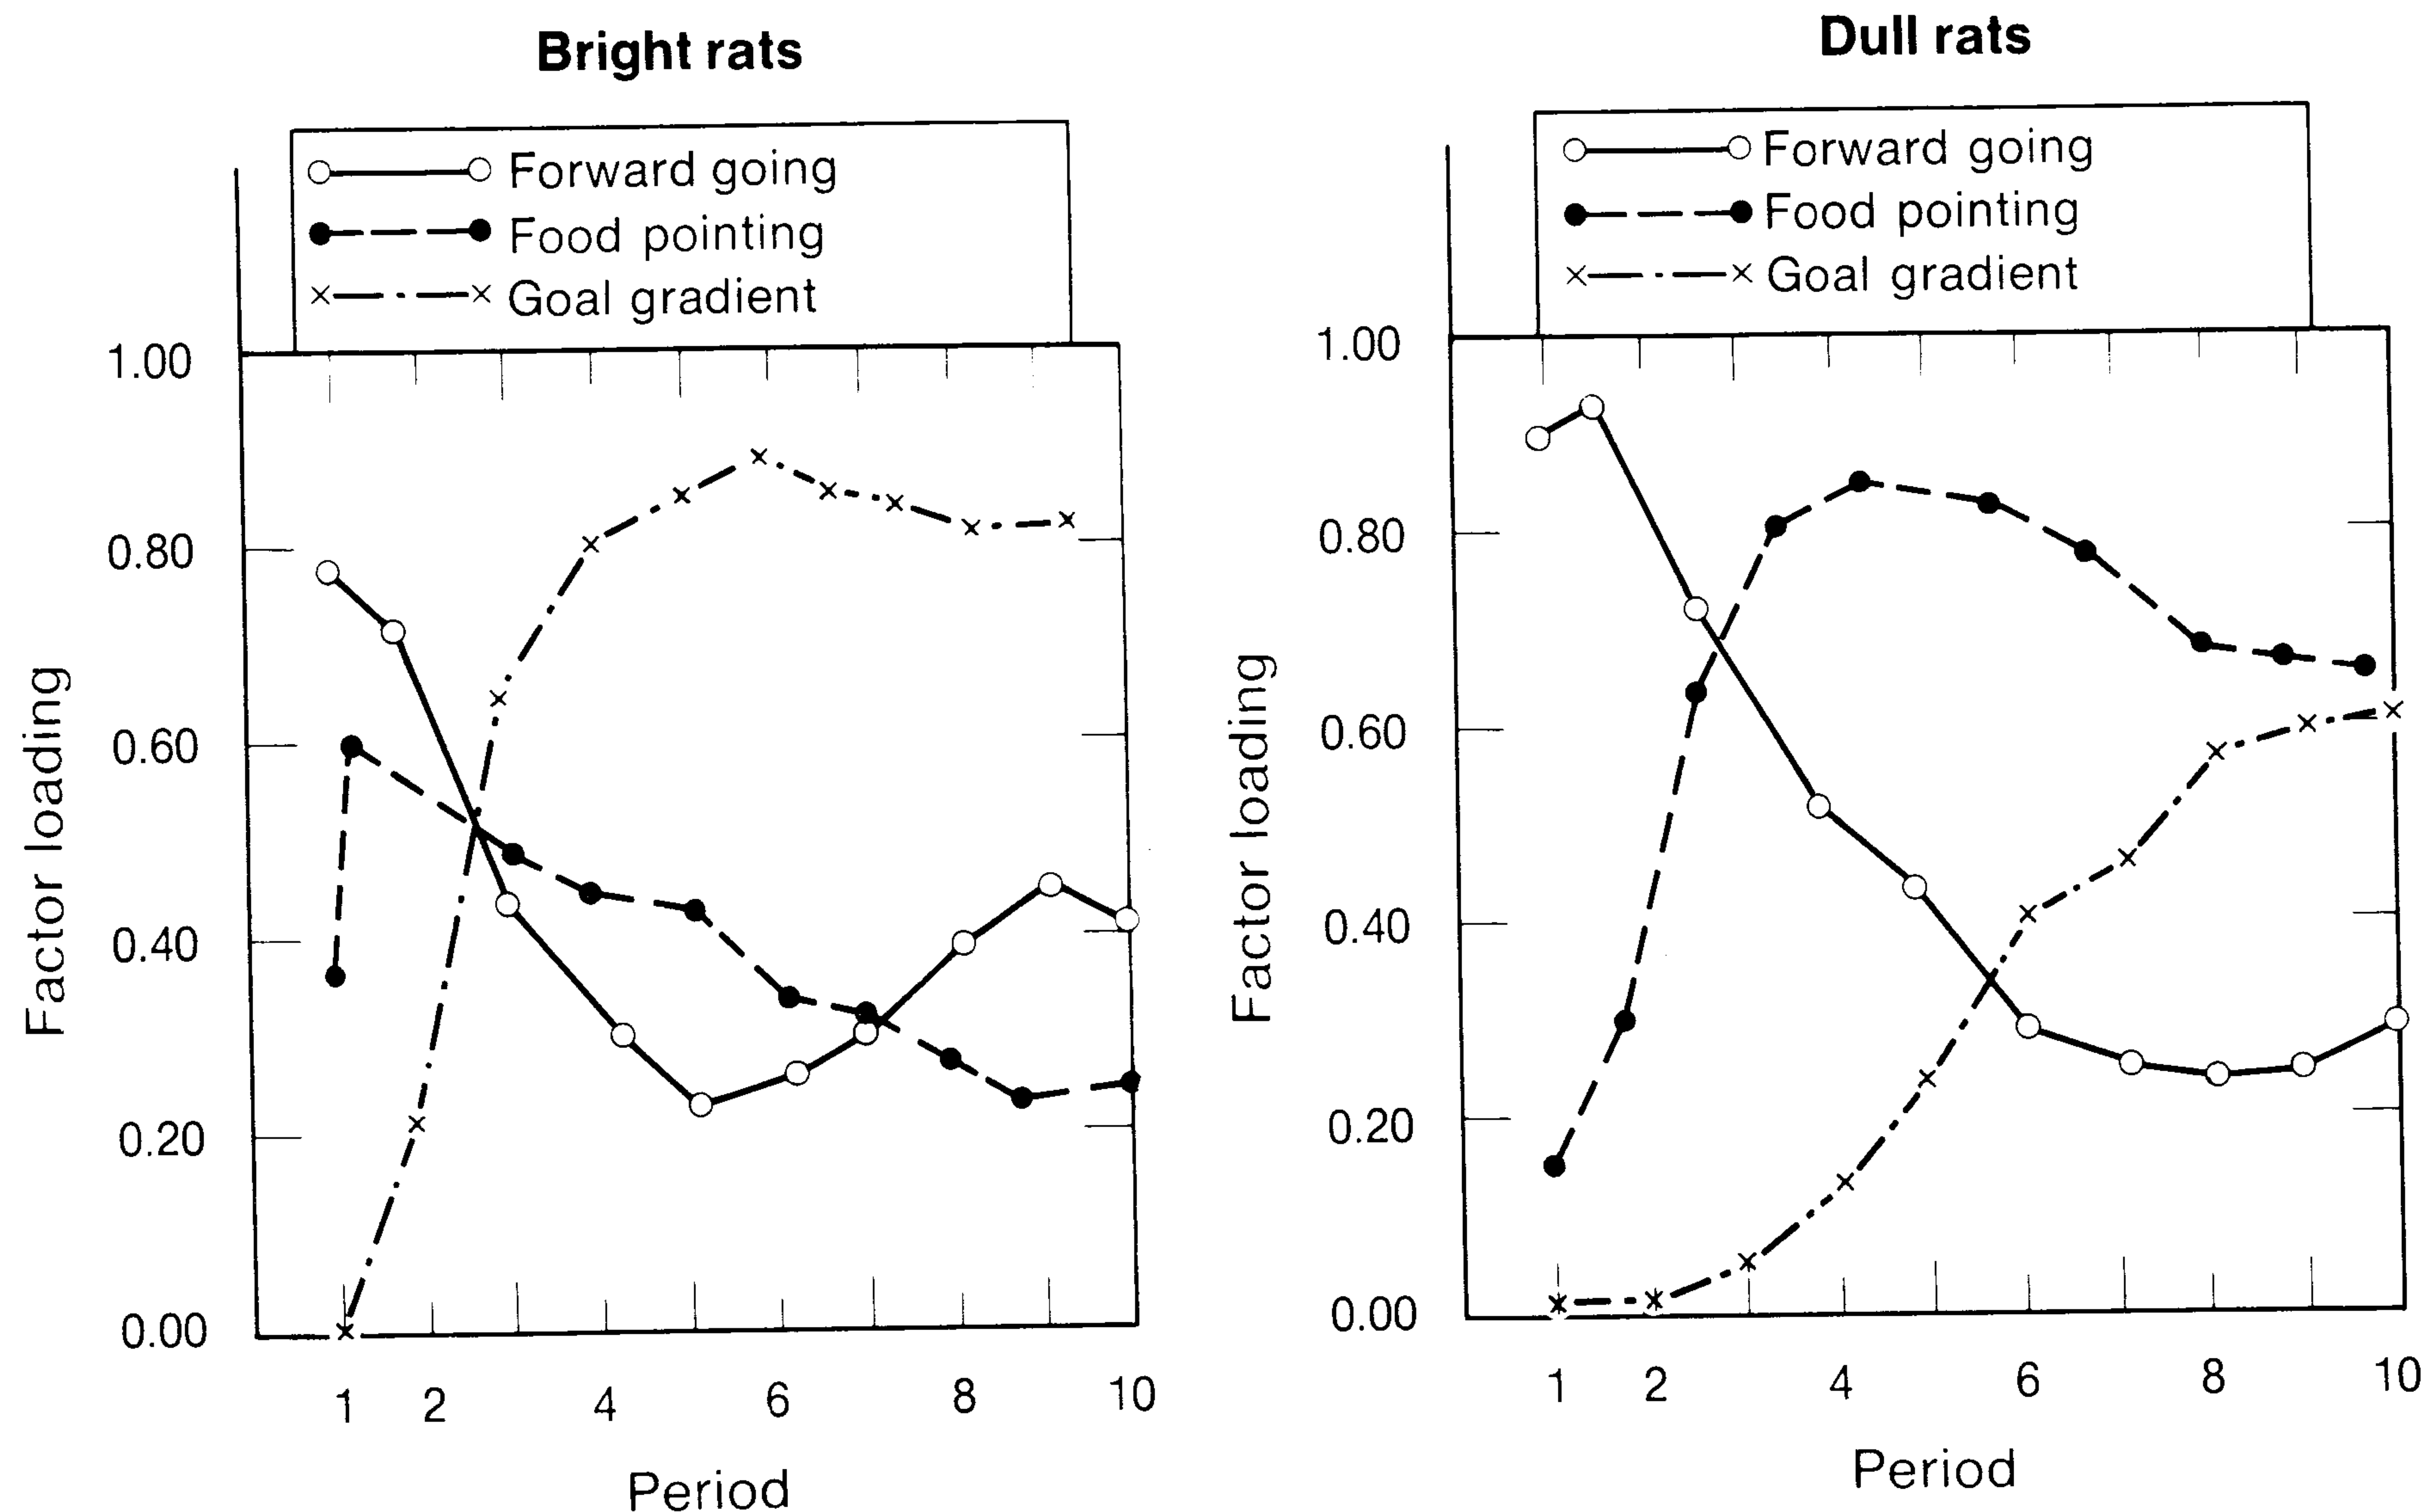 Bright rats
Forward going
Food pointing
Goal gradient
1.00
0.80
0.60
0.40
0.20
0.00
Factor loading
1 2 4 6 8 10
Period
Dull rats
Forward going
Food pointing
Goal gradient
1.00
0.80
0.60
0.40
0.20
0.00
Factor loading
1 2 4 6 8 10
Period